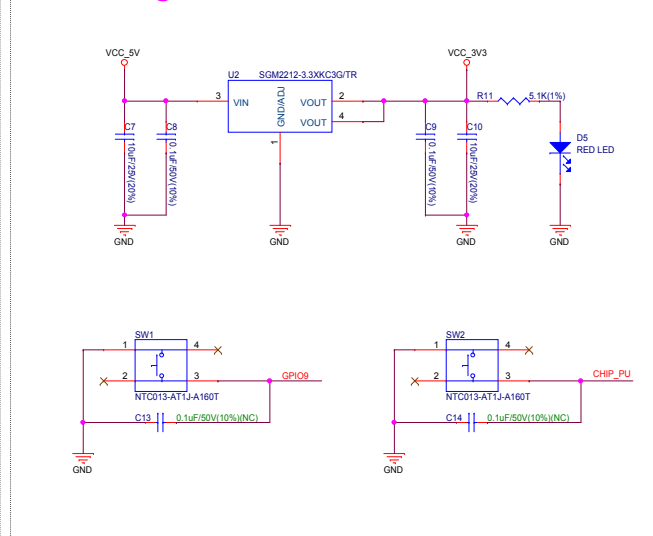 VCC_5V
VCC_3V3
U2
SGM2212-3.3XKC3G/TR
3
VIN
GND/ADJ
VOUT
2
VOUT
4
1
R11
5.1K(1%)
C7
10uF/25V(20%)
C8
0.1uF/50V(10%)
C9
0.1uF/50V(10%)
C10
10uF/25V(20%)
D5
RED LED
GND
GND
GND
GND
SW1
1
4
2
3
GPIO9
NTC013-AT1J-A160T
C13
0.1uF/50V(10%)(NC)
GND
SW2
1
4
2
3
CHIP_PU
NTC013-AT1J-A160T
C14
0.1uF/50V(10%)(NC)
GND